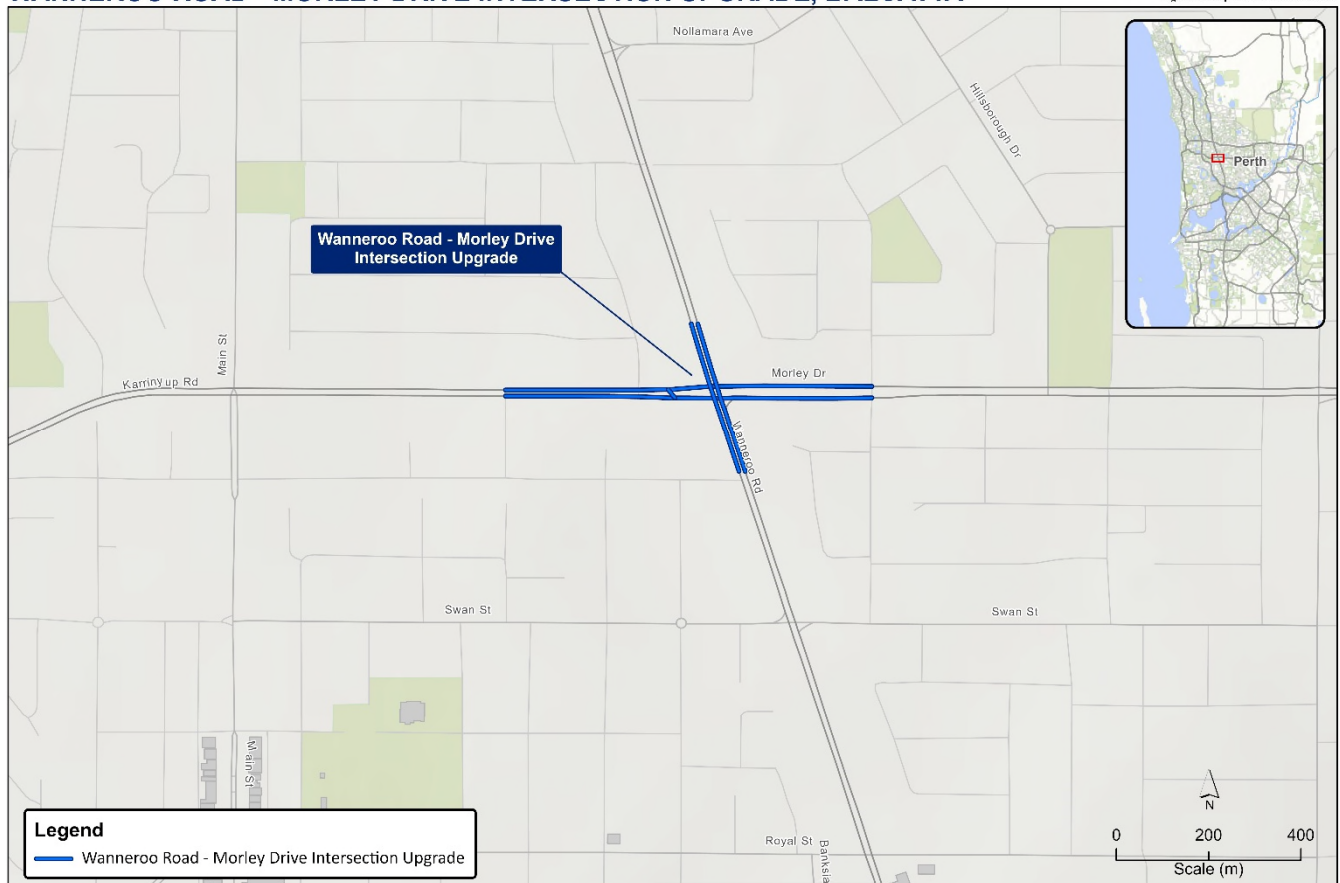 Nollamara Ave
Hillsborough Dr
Perth
Wanneroo Road - Morley Drive
Intersection Upgrade
Main St
Karrinyup Rd
Morley Dr
Wanneroo Rd
Swan St
Swan St
Main St
Royal St
Legend
Wanneroo Road - Morley Drive Intersection Upgrade
N
0 200 400
Scale (m)